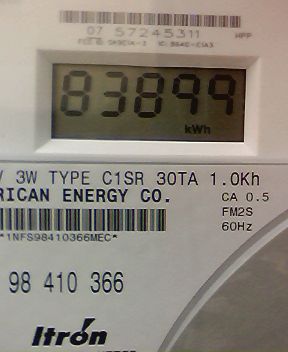 07 57245311
83899
kWh
V 3W TYPE C1SR 30TA 1.0Kh
RICAN ENERGY CO.
CA 0.5
FM2S
60Hz
*1NFS98410366MEC*
98 410 366
Itrón